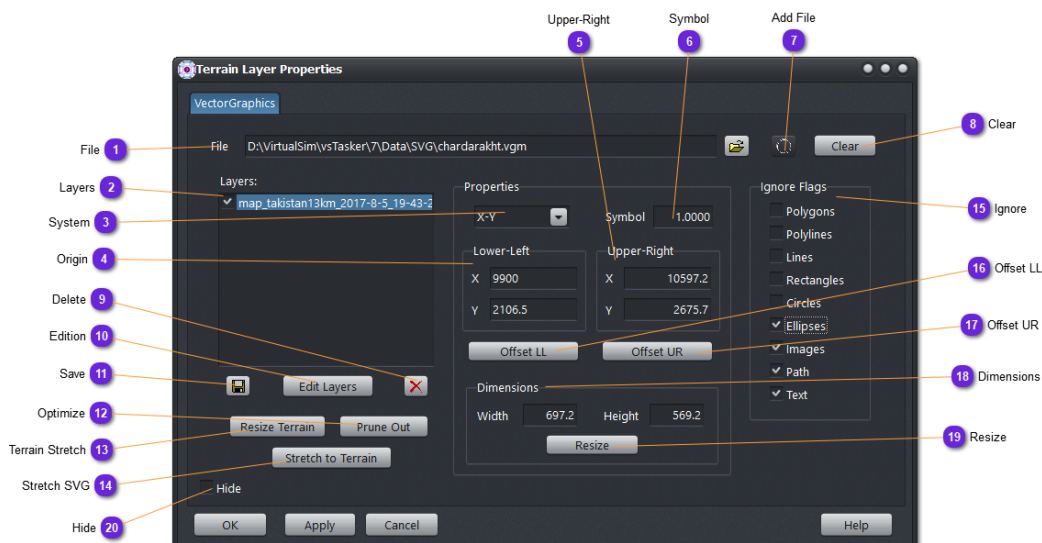 Upper-Right
Symbol
Add File
5
6
7
Terrain Layer Properties
VectorGraphics
8 Clear
File 1
File D:\VirtualSim\vsTasker\7\Data\SVG\chardarakht.vgm
Clear
Layers 2
Layers:
map_takistan13km_2017-8-5_19-43-2
Properties
Ignore Flags
System 3
X-Y
Symbol 1.0000
Polygons
15 Ignore
Polylines
Origin 4
Lower-Left
Upper-Right
Lines
X 9900
X 10597.2
Rectangles
16 Offset LL
Delete 9
Y 2106.5
Y 2675.7
Circles
Ellipses
17 Offset UR
Edition 10
Offset LL
Offset UR
Images
Save 11
Edit Layers
Path
Dimensions
18 Dimensions
Text
Optimize 12
Width 697.2
Height 569.2
Resize Terrain
Prune Out
Terrain Stretch 13
Resize
19 Resize
Stretch to Terrain
Stretch SVG 14
Hide
Hide 20
OK
Apply
Cancel
Help